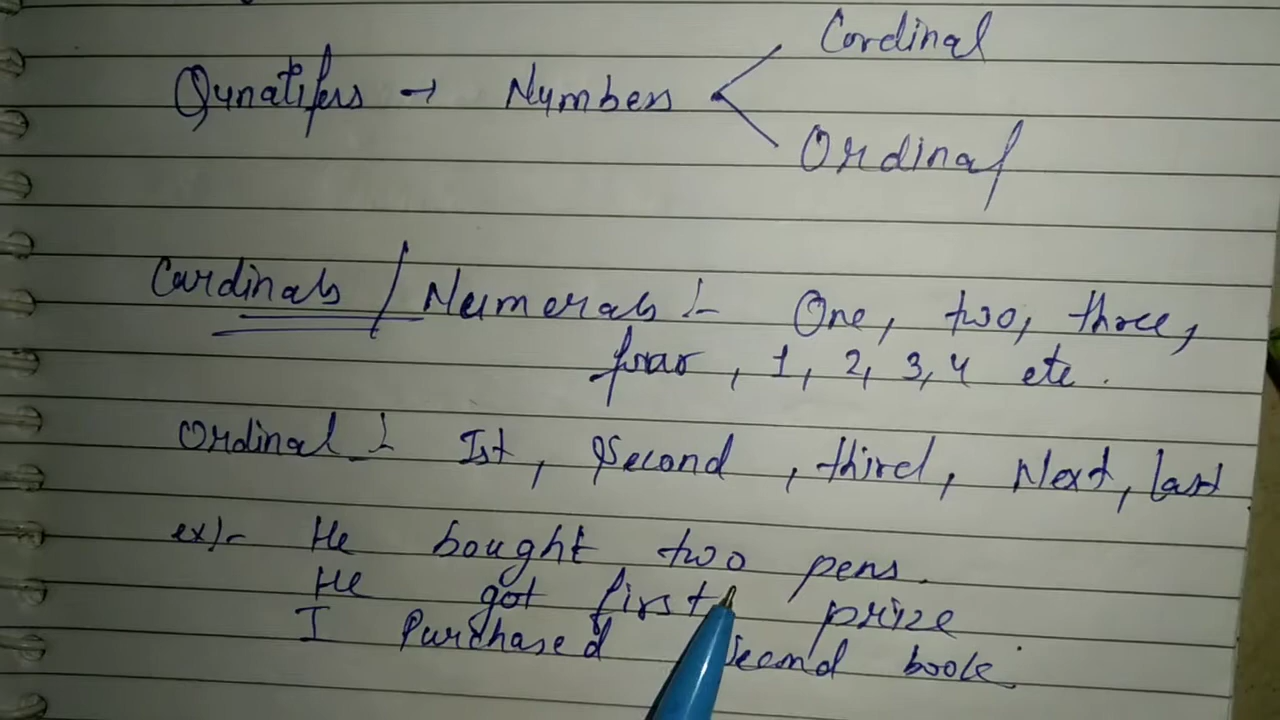 Cordinal
Qunatifers → Numbers
Ordinal
Cardinals / Numerals :- One, two, three,
four, 1, 2, 3, 4 etc.
Ordinal :- Ist, Second, third, Next, last
ex):- He bought two pens.
He got first prize
I Purchased Second book.